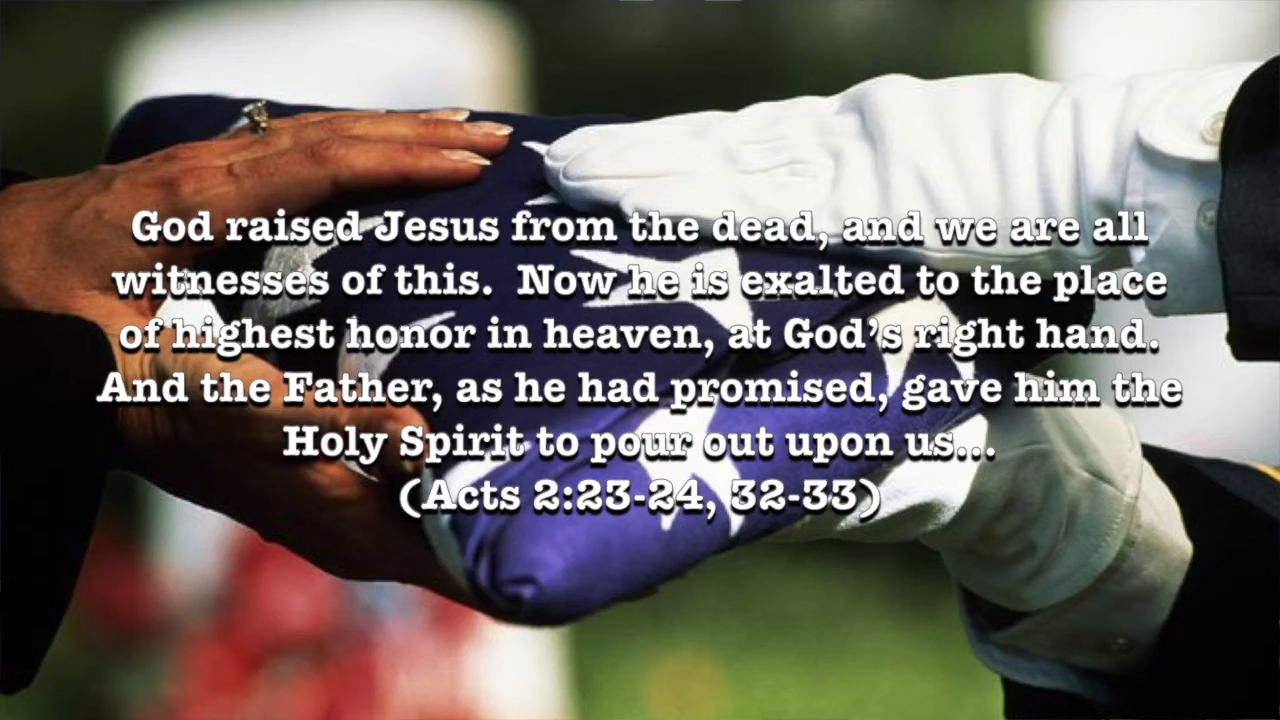 God raised Jesus from the dead, and we are all
witnesses of this.  Now he is exalted to the place
of highest honor in heaven, at God’s right hand.
And the Father, as he had promised, gave him the
Holy Spirit to pour out upon us...
(Acts 2:23-24, 32-33)